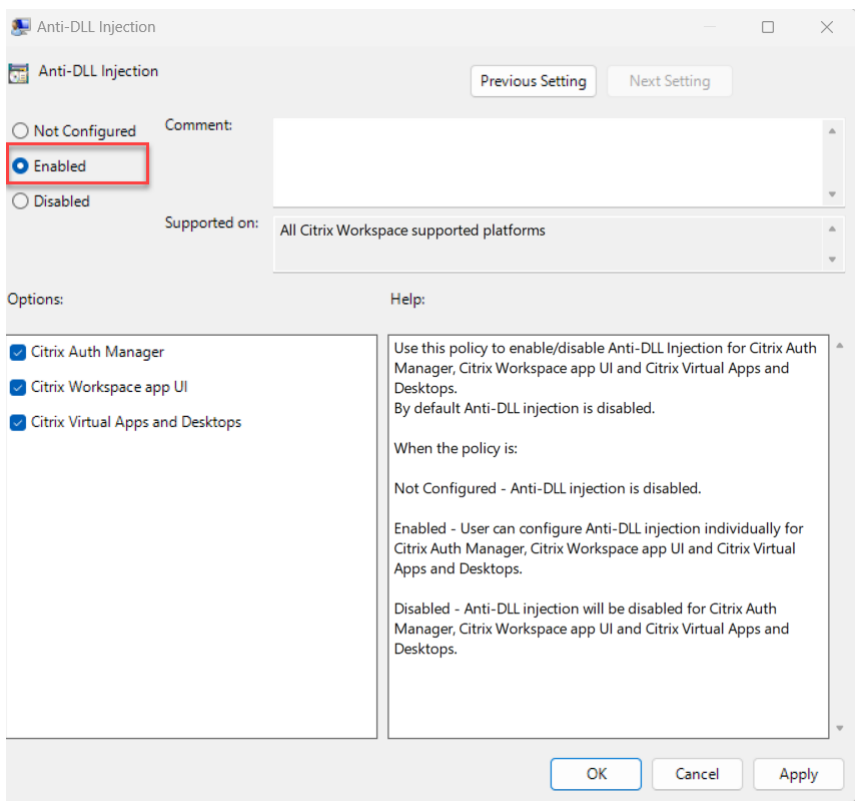 Anti-DLL Injection
Anti-DLL Injection
Previous Setting
Next Setting
Not Configured
Comment:
Enabled
Disabled
Supported on:
All Citrix Workspace supported platforms
Options:
Help:
Citrix Auth Manager
Citrix Workspace app UI
Citrix Virtual Apps and Desktops
Use this policy to enable/disable Anti-DLL Injection for Citrix Auth
Manager, Citrix Workspace app UI and Citrix Virtual Apps and
Desktops.
By default Anti-DLL injection is disabled.
When the policy is:
Not Configured - Anti-DLL injection is disabled.
Enabled - User can configure Anti-DLL injection individually for
Citrix Auth Manager, Citrix Workspace app UI and Citrix Virtual
Apps and Desktops.
Disabled - Anti-DLL injection will be disabled for Citrix Auth
Manager, Citrix Workspace app UI and Citrix Virtual Apps and
Desktops.
OK
Cancel
Apply